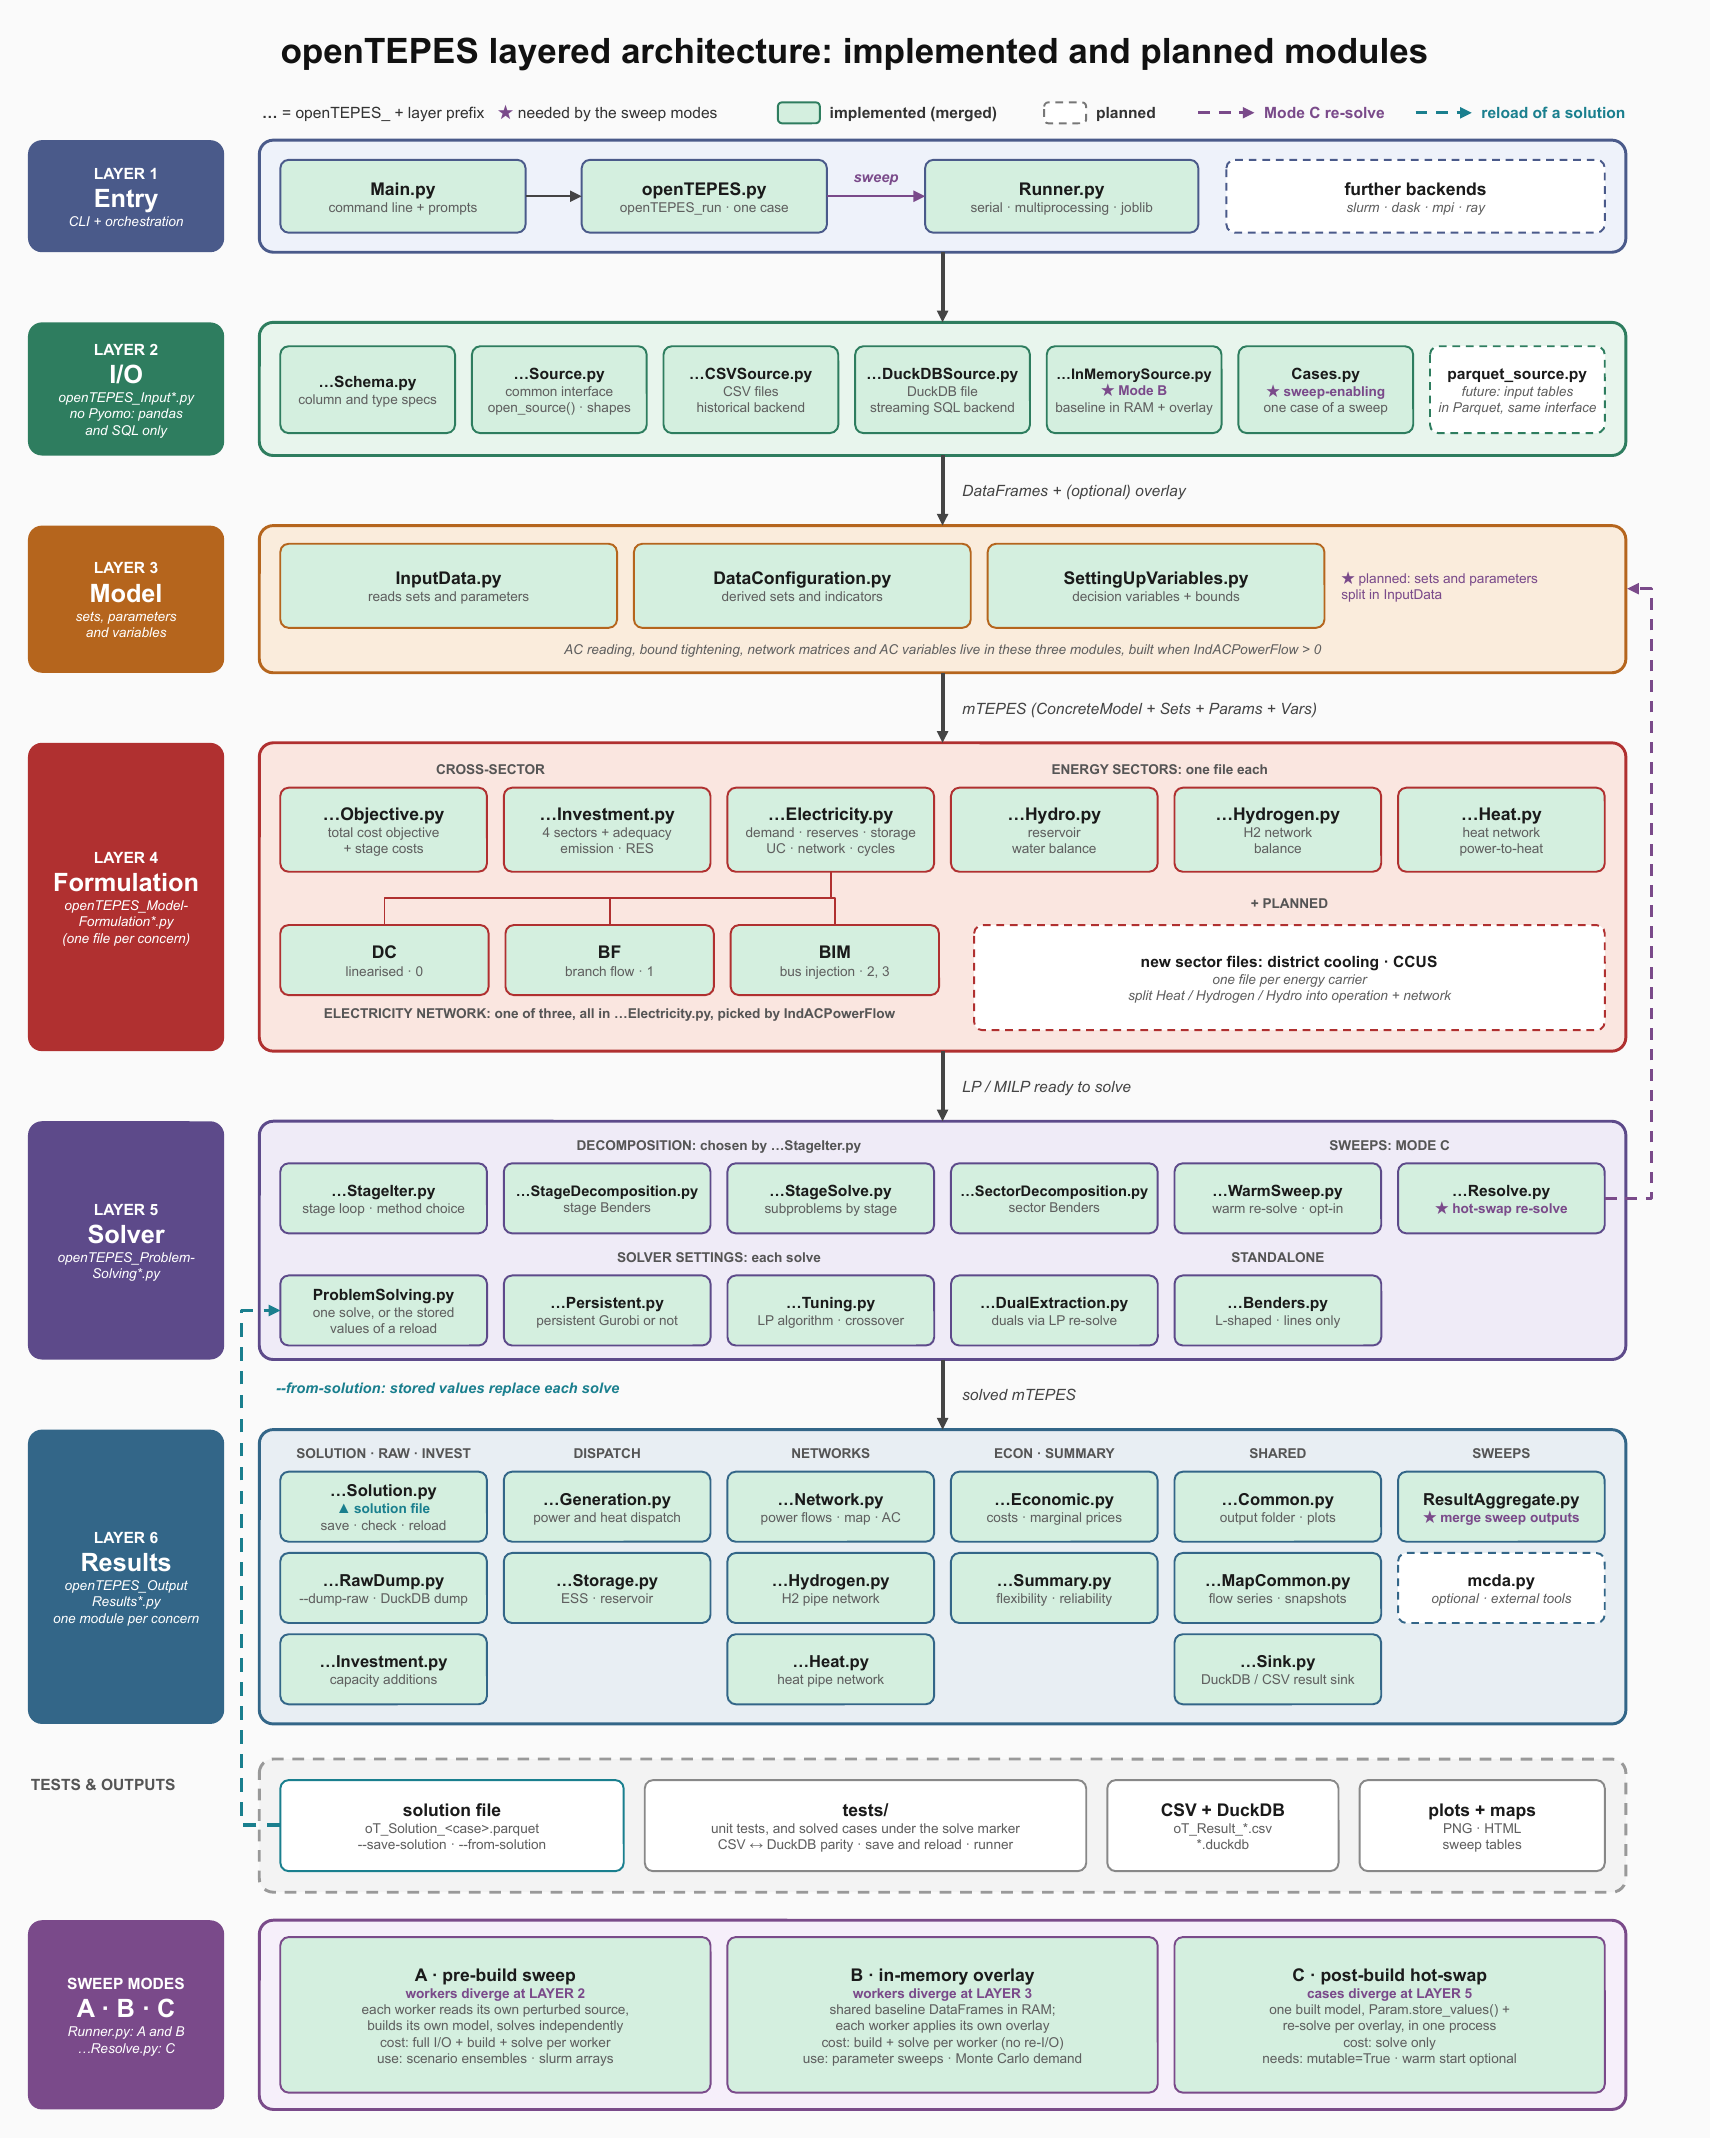 openTEPES layered architecture: implemented and planned modules
… = openTEPES_ + layer prefix ★ needed by the sweep modes
implemented (merged)
planned
Mode C re-solve
reload of a solution
LAYER 1
Entry
CLI + orchestration
Main.py
command line + prompts
openTEPES.py
openTEPES_run · one case
sweep
Runner.py
serial · multiprocessing · joblib
further backends
slurm · dask · mpi · ray
LAYER 2
I/O
openTEPES_Input*.py
no Pyomo: pandas
and SQL only
…Schema.py
column and type specs
…Source.py
common interface
open_source() · shapes
…CSVSource.py
CSV files
historical backend
…DuckDBSource.py
DuckDB file
streaming SQL backend
…InMemorySource.py
★ Mode B
baseline in RAM + overlay
Cases.py
★ sweep-enabling
one case of a sweep
parquet_source.py
future: input tables
in Parquet, same interface
DataFrames + (optional) overlay
LAYER 3
Model
sets, parameters
and variables
InputData.py
reads sets and parameters
DataConfiguration.py
derived sets and indicators
SettingUpVariables.py
decision variables + bounds
★ planned: sets and parameters
split in InputData
AC reading, bound tightening, network matrices and AC variables live in these three modules, built when IndACPowerFlow > 0
mTEPES (ConcreteModel + Sets + Params + Vars)
LAYER 4
Formulation
openTEPES_Model-
Formulation*.py
(one file per concern)
CROSS-SECTOR
ENERGY SECTORS: one file each
…Objective.py
total cost objective
+ stage costs
…Investment.py
4 sectors + adequacy
emission · RES
…Electricity.py
demand · reserves · storage
UC · network · cycles
…Hydro.py
reservoir
water balance
…Hydrogen.py
H2 network
balance
…Heat.py
heat network
power-to-heat
+ PLANNED
DC
linearised · 0
BF
branch flow · 1
BIM
bus injection · 2, 3
new sector files: district cooling · CCUS
one file per energy carrier
split Heat / Hydrogen / Hydro into operation + network
ELECTRICITY NETWORK: one of three, all in …Electricity.py, picked by IndACPowerFlow
LP / MILP ready to solve
LAYER 5
Solver
openTEPES_Problem-
Solving*.py
DECOMPOSITION: chosen by …StageIter.py
SWEEPS: MODE C
…StageIter.py
stage loop · method choice
…StageDecomposition.py
stage Benders
…StageSolve.py
subproblems by stage
…SectorDecomposition.py
sector Benders
…WarmSweep.py
warm re-solve · opt-in
…Resolve.py
★ hot-swap re-solve
SOLVER SETTINGS: each solve
STANDALONE
ProblemSolving.py
one solve, or the stored
values of a reload
…Persistent.py
persistent Gurobi or not
…Tuning.py
LP algorithm · crossover
…DualExtraction.py
duals via LP re-solve
…Benders.py
L-shaped · lines only
--from-solution: stored values replace each solve
solved mTEPES
LAYER 6
Results
openTEPES_Output
Results*.py
one module per concern
SOLUTION · RAW · INVEST
DISPATCH
NETWORKS
ECON · SUMMARY
SHARED
SWEEPS
…Solution.py
▲ solution file
save · check · reload
…Generation.py
power and heat dispatch
…Network.py
power flows · map · AC
…Economic.py
costs · marginal prices
…Common.py
output folder · plots
ResultAggregate.py
★ merge sweep outputs
…RawDump.py
--dump-raw · DuckDB dump
…Storage.py
ESS · reservoir
…Hydrogen.py
H2 pipe network
…Summary.py
flexibility · reliability
…MapCommon.py
flow series · snapshots
mcda.py
optional · external tools
…Investment.py
capacity additions
…Heat.py
heat pipe network
…Sink.py
DuckDB / CSV result sink
TESTS & OUTPUTS
solution file
oT_Solution_<case>.parquet
--save-solution · --from-solution
tests/
unit tests, and solved cases under the solve marker
CSV ↔ DuckDB parity · save and reload · runner
CSV + DuckDB
oT_Result_*.csv
*.duckdb
plots + maps
PNG · HTML
sweep tables
SWEEP MODES
A · B · C
Runner.py: A and B
…Resolve.py: C
A · pre-build sweep
workers diverge at LAYER 2
each worker reads its own perturbed source,
builds its own model, solves independently
cost: full I/O + build + solve per worker
use: scenario ensembles · slurm arrays
B · in-memory overlay
workers diverge at LAYER 3
shared baseline DataFrames in RAM;
each worker applies its own overlay
cost: build + solve per worker (no re-I/O)
use: parameter sweeps · Monte Carlo demand
C · post-build hot-swap
cases diverge at LAYER 5
one built model, Param.store_values() +
re-solve per overlay, in one process
cost: solve only
needs: mutable=True · warm start optional